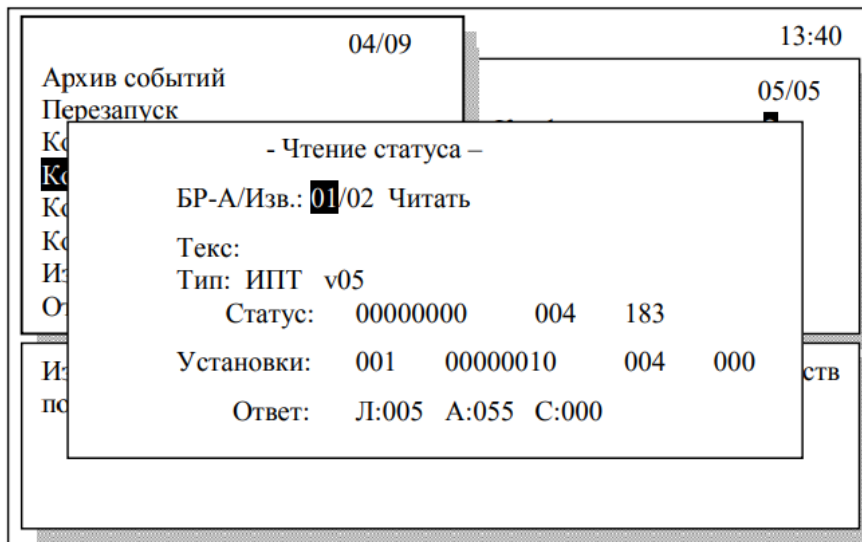 04/09
13:40
Архив событий
05/05
Перезапуск
- Чтение статуса –
БР-А/Изв.: 01/02 Читать
Текс:
Тип: ИПТ v05
Статус: 00000000 004 183
Установки: 001 00000010 004 000
Ответ: Л:005 А:055 С:000